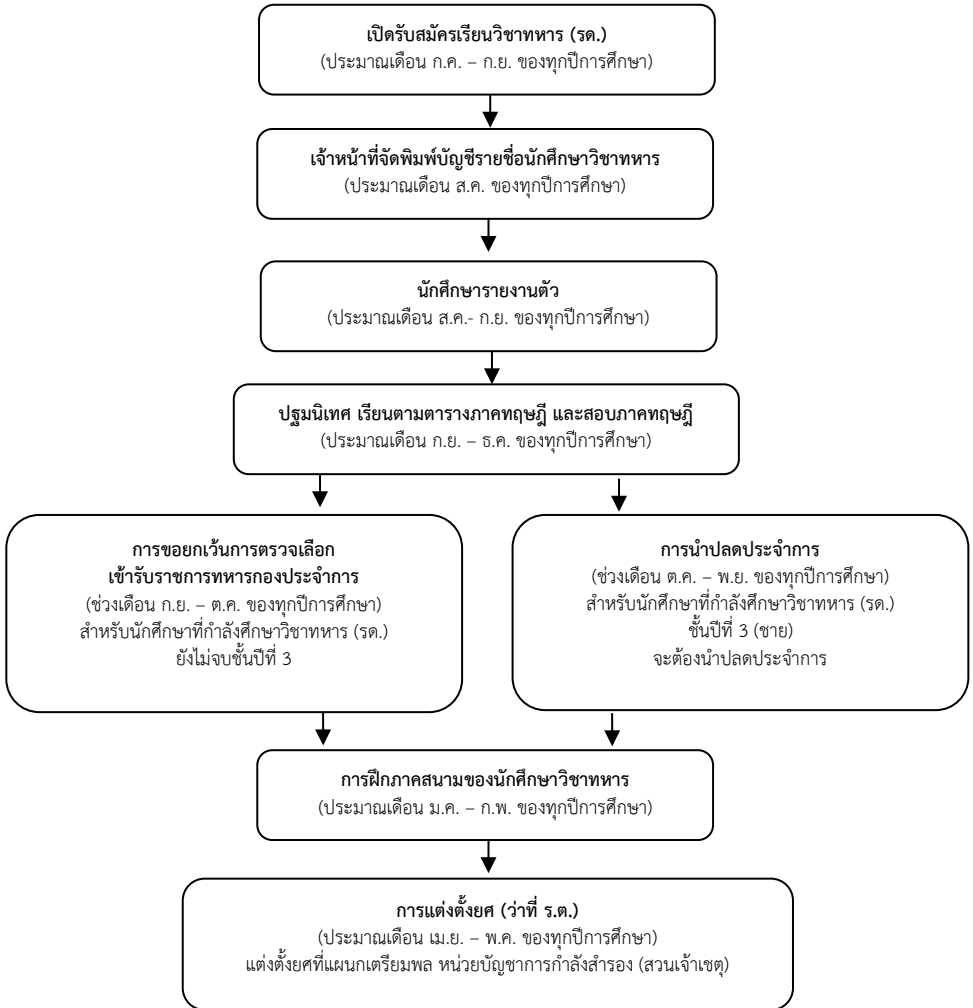 เปิดรับสมัครเรียนวิชาทหาร (รด.)
(ประมาณเดือน ก.ค. – ก.ย. ของทุกปีการศึกษา)
เจ้าหน้าที่จัดพิมพ์บัญชีรายชื่อนักศึกษาวิชาทหาร
(ประมาณเดือน ส.ค. ของทุกปีการศึกษา)
นักศึกษารายงานตัว
(ประมาณเดือน ส.ค.- ก.ย. ของทุกปีการศึกษา)
ปฐมนิเทศ เรียนตามตารางภาคทฤษฎี และสอบภาคทฤษฎี
(ประมาณเดือน ก.ย. – ธ.ค. ของทุกปีการศึกษา)
การขอยกเว้นการตรวจเลือก
เข้ารับราชการทหารกองประจำการ
(ช่วงเดือน ก.ย. – ต.ค. ของทุกปีการศึกษา)
สำหรับนักศึกษาที่กำลังศึกษาวิชาทหาร (รด.)
ยังไม่จบชั้นปีที่ 3
การนำปลดประจำการ
(ช่วงเดือน ต.ค. – พ.ย. ของทุกปีการศึกษา)
สำหรับนักศึกษาที่กำลังศึกษาวิชาทหาร (รด.)
ชั้นปีที่ 3 (ชาย)
จะต้องนำปลดประจำการ
การฝึกภาคสนามของนักศึกษาวิชาทหาร
(ประมาณเดือน ม.ค. – ก.พ. ของทุกปีการศึกษา)
การแต่งตั้งยศ (ว่าที่ ร.ต.)
(ประมาณเดือน เม.ย. – พ.ค. ของทุกปีการศึกษา)
แต่งตั้งยศที่แผนกเตรียมพล หน่วยบัญชาการกำลังสำรอง (สวนเจ้าเชตุ)